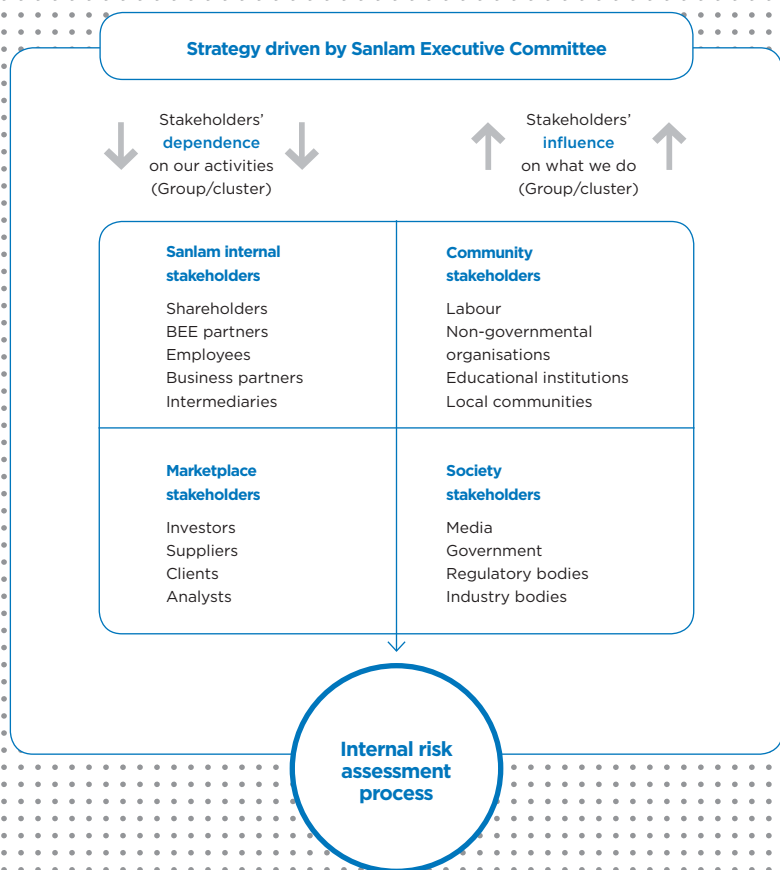 Strategy driven by Sanlam Executive Committee
Stakeholders’
dependence
on our activities
(Group/cluster)
Stakeholders’
influence
on what we do
(Group/cluster)
Sanlam internal
stakeholders
Shareholders
BEE partners
Employees
Business partners
Intermediaries
Community
stakeholders
Labour
Non-governmental
organisations
Educational institutions
Local communities
Marketplace
stakeholders
Investors
Suppliers
Clients
Analysts
Society
stakeholders
Media
Government
Regulatory bodies
Industry bodies
Internal risk
assessment
process